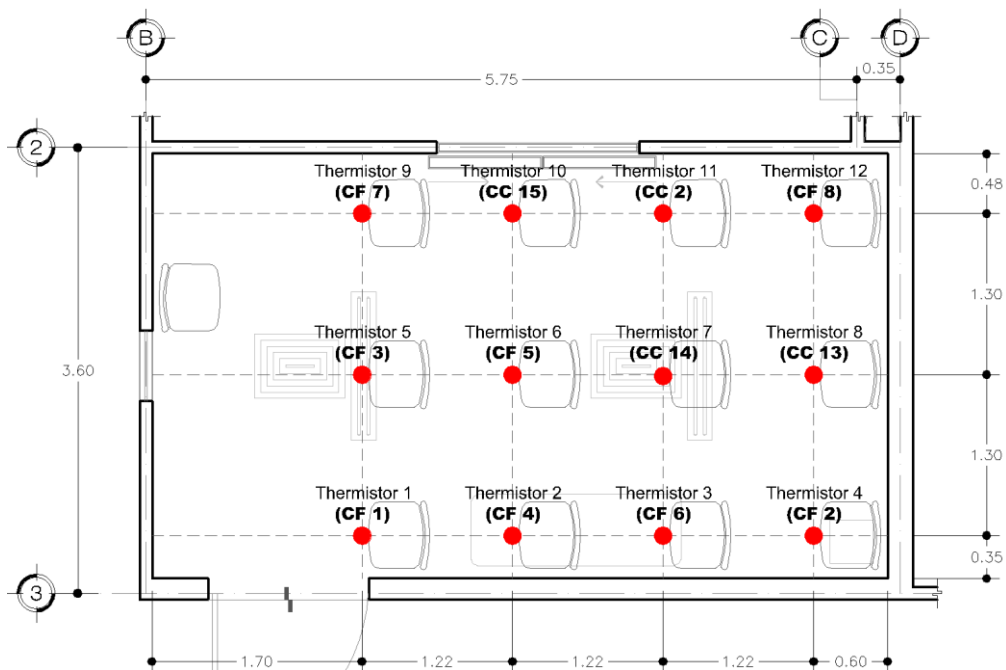 B
C
D
5.75
0.35
2
Thermistor 9
(CF 7)
Thermistor 10
(CC 15)
Thermistor 11
(CC 2)
Thermistor 12
(CF 8)
0.48
1.30
3.60
Thermistor 5
(CF 3)
Thermistor 6
(CF 5)
Thermistor 7
(CC 14)
Thermistor 8
(CC 13)
1.30
Thermistor 1
(CF 1)
Thermistor 2
(CF 4)
Thermistor 3
(CF 6)
Thermistor 4
(CF 2)
0.35
3
1.70
1.22
1.22
1.22
0.60